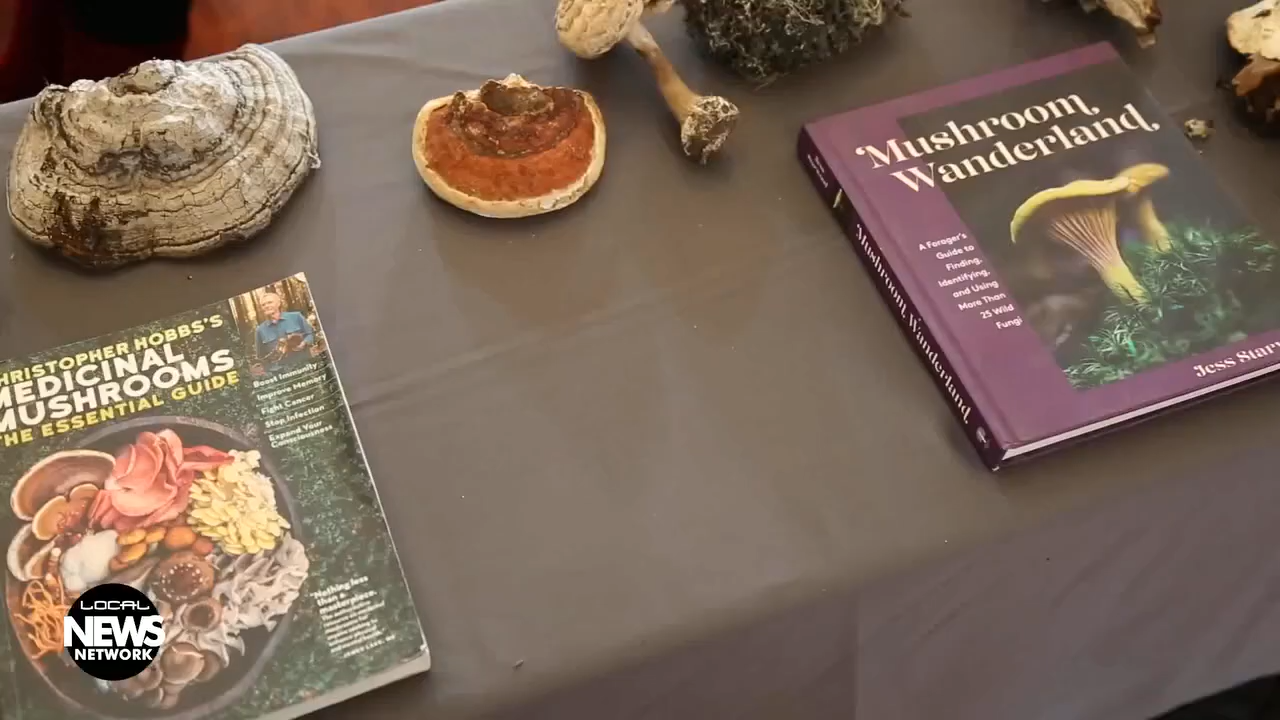 Mushroom
Wanderland
A Forager's
Guide to
Finding,
Identifying,
and Using
More Than
25 Wild
Fungi
Jess Star
Mushroom Wanderland
HRISTOPHER HOBBS'S
MEDICINAL
MUSHROOMS
THE ESSENTIAL GUIDE
Boost Immunity
Improve Memory
Fight Cancer
Stop Infection
Expand Your
Consciousness
"Nothing less
than a
masterpiece.
LOCAL
NEWS
NETWORK